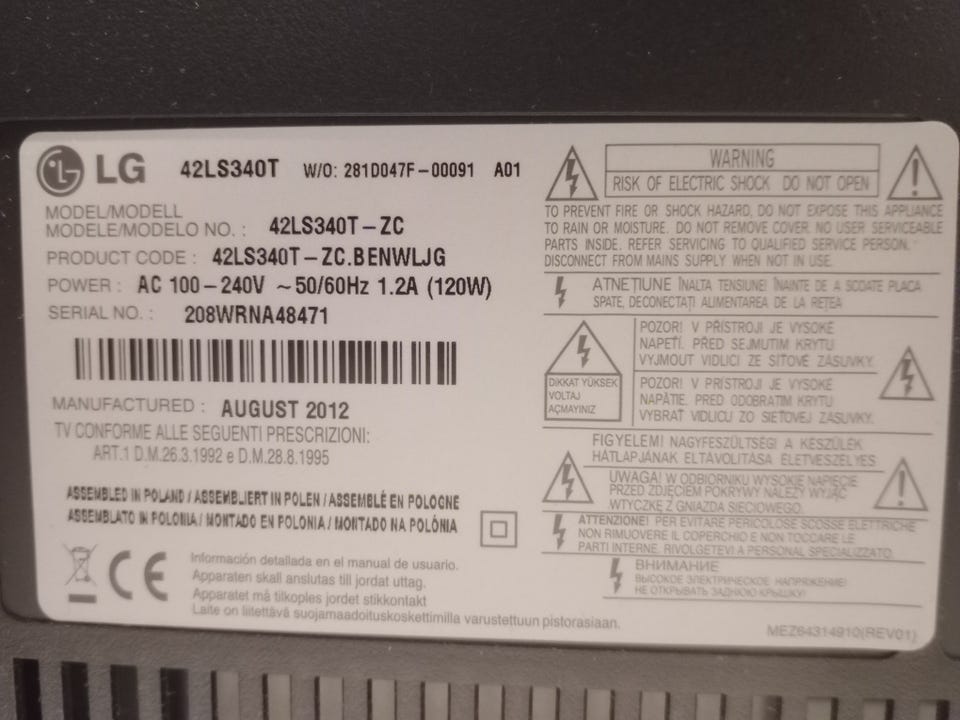 LG 42LS340T W/O: 281D047F-00091 A01
MODEL/MODELL
MODELE/MODELO NO. : 42LS340T-ZC
PRODUCT CODE : 42LS340T-ZC.BENWLJG
POWER : AC 100-240V ~50/60Hz 1.2A (120W)
SERIAL NO. : 208WRNA48471
MANUFACTURED : AUGUST 2012
TV CONFORME ALLE SEGUENTI PRESCRIZIONI:
ART.1 D.M.26.3.1992 e D.M.28.8.1995
ASSEMBLED IN POLAND / ASSEMBLIERT IN POLEN / ASSEMBLÉ EN POLOGNE
ASSEMBLATO IN POLONIA / MONTADO EN POLONIA / MONTADO NA POLÔNIA
CE
Información detallada en el manual de usuario.
Apparaten skall anslutas till jordat uttag.
Apparatet må tilkoples jordet stikkontakt
Laite on liitettävä suojamaadoituskoskettimilla varustettuun pistorasiaan.
WARNING
RISK OF ELECTRIC SHOCK DO NOT OPEN
TO PREVENT FIRE OR SHOCK HAZARD, DO NOT EXPOSE THIS APPLIANCE
TO RAIN OR MOISTURE. DO NOT REMOVE COVER. NO USER SERVICEABLE
PARTS INSIDE. REFER SERVICING TO QUALIFIED SERVICE PERSON.
DISCONNECT FROM MAINS SUPPLY WHEN NOT IN USE.
ATNEŢIUNE ÎNALTA TENSIUNE! ÎNAINTE DE A SCOATE PLACA
SPATE, DECONECTAŢI ALIMENTAREA DE LA REŢEA
DIKKAT YÜKSEK
VOLTAJ
AÇMAYINIZ
POZOR! V PŘÍSTROJI JE VYSOKÉ
NAPĚTÍ. PŘED SEJMUTIM KRYTU
VYJMOUT VIDLICI ZE SÍŤOVÉ ZÁSUVKY.
POZOR! V PRÍSTROJI JE VYSOKÉ
NAPÄTIE. PRED ODOBRATIM KRYTU
VYBRAŤ VIDLICU ZO SIEŤOVEJ ZÁSUVKY.
FIGYELEM! NAGYFESZÜLTSÉG! A KÉSZÜLÉK
HÁTLAPJÁNAK ELTÁVOLÍTÁSA ÉLETVESZÉLYES
UWAGA! W ODBIORNIKU WYSOKIE NAPIĘCIE
PRZED ZDJĘCIEM POKRYWY NALEŻY WYJĄĆ
WTYCZKĘ Z GNIAZDA SIECIOWEGO.
ATTENZIONE! PER EVITARE PERICOLOSE SCOSSE ELETTRICHE
NON RIMUOVERE IL COPERCHIO E NON TOCCARE LE
PARTI INTERNE. RIVOLGETEVI A PERSONAL SPECIALIZZATO
ВНИМАНИЕ
ВЫСОКОЕ ЭЛЕКТРИЧЕСКОЕ НАПРЯЖЕНИЕ!
НЕ ОТКРЫВАТЬ ЗАДНЮЮ КРЫШКУ!
MEZ64314910(REV01)